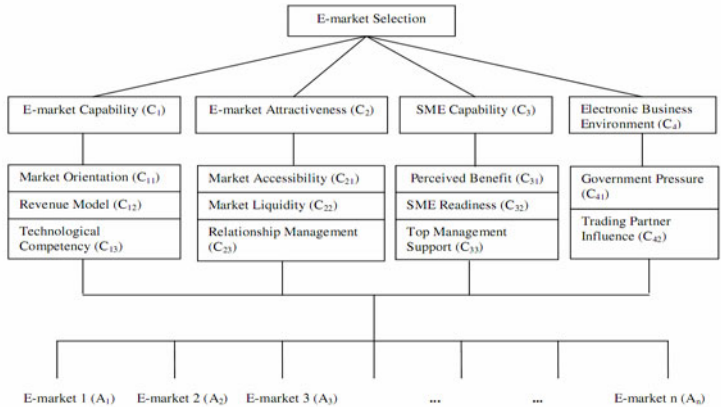 E-market Selection
E-market Capability (C₁)
E-market Attractiveness (C₂)
SME Capability (C₃)
Electronic Business
Environment (C₄)
Market Orientation (C₁₁)
Revenue Model (C₁₂)
Technological
Competency (C₁₃)
Market Accessibility (C₂₁)
Market Liquidity (C₂₂)
Relationship Management
(C₂₃)
Perceived Benefit (C₃₁)
SME Readiness (C₃₂)
Top Management
Support (C₃₃)
Government Pressure
(C₄₁)
Trading Partner
Influence (C₄₂)
E-market 1 (A₁)
E-market 2 (A₂)
E-market 3 (A₃)
...
...
E-market n (Aₙ)